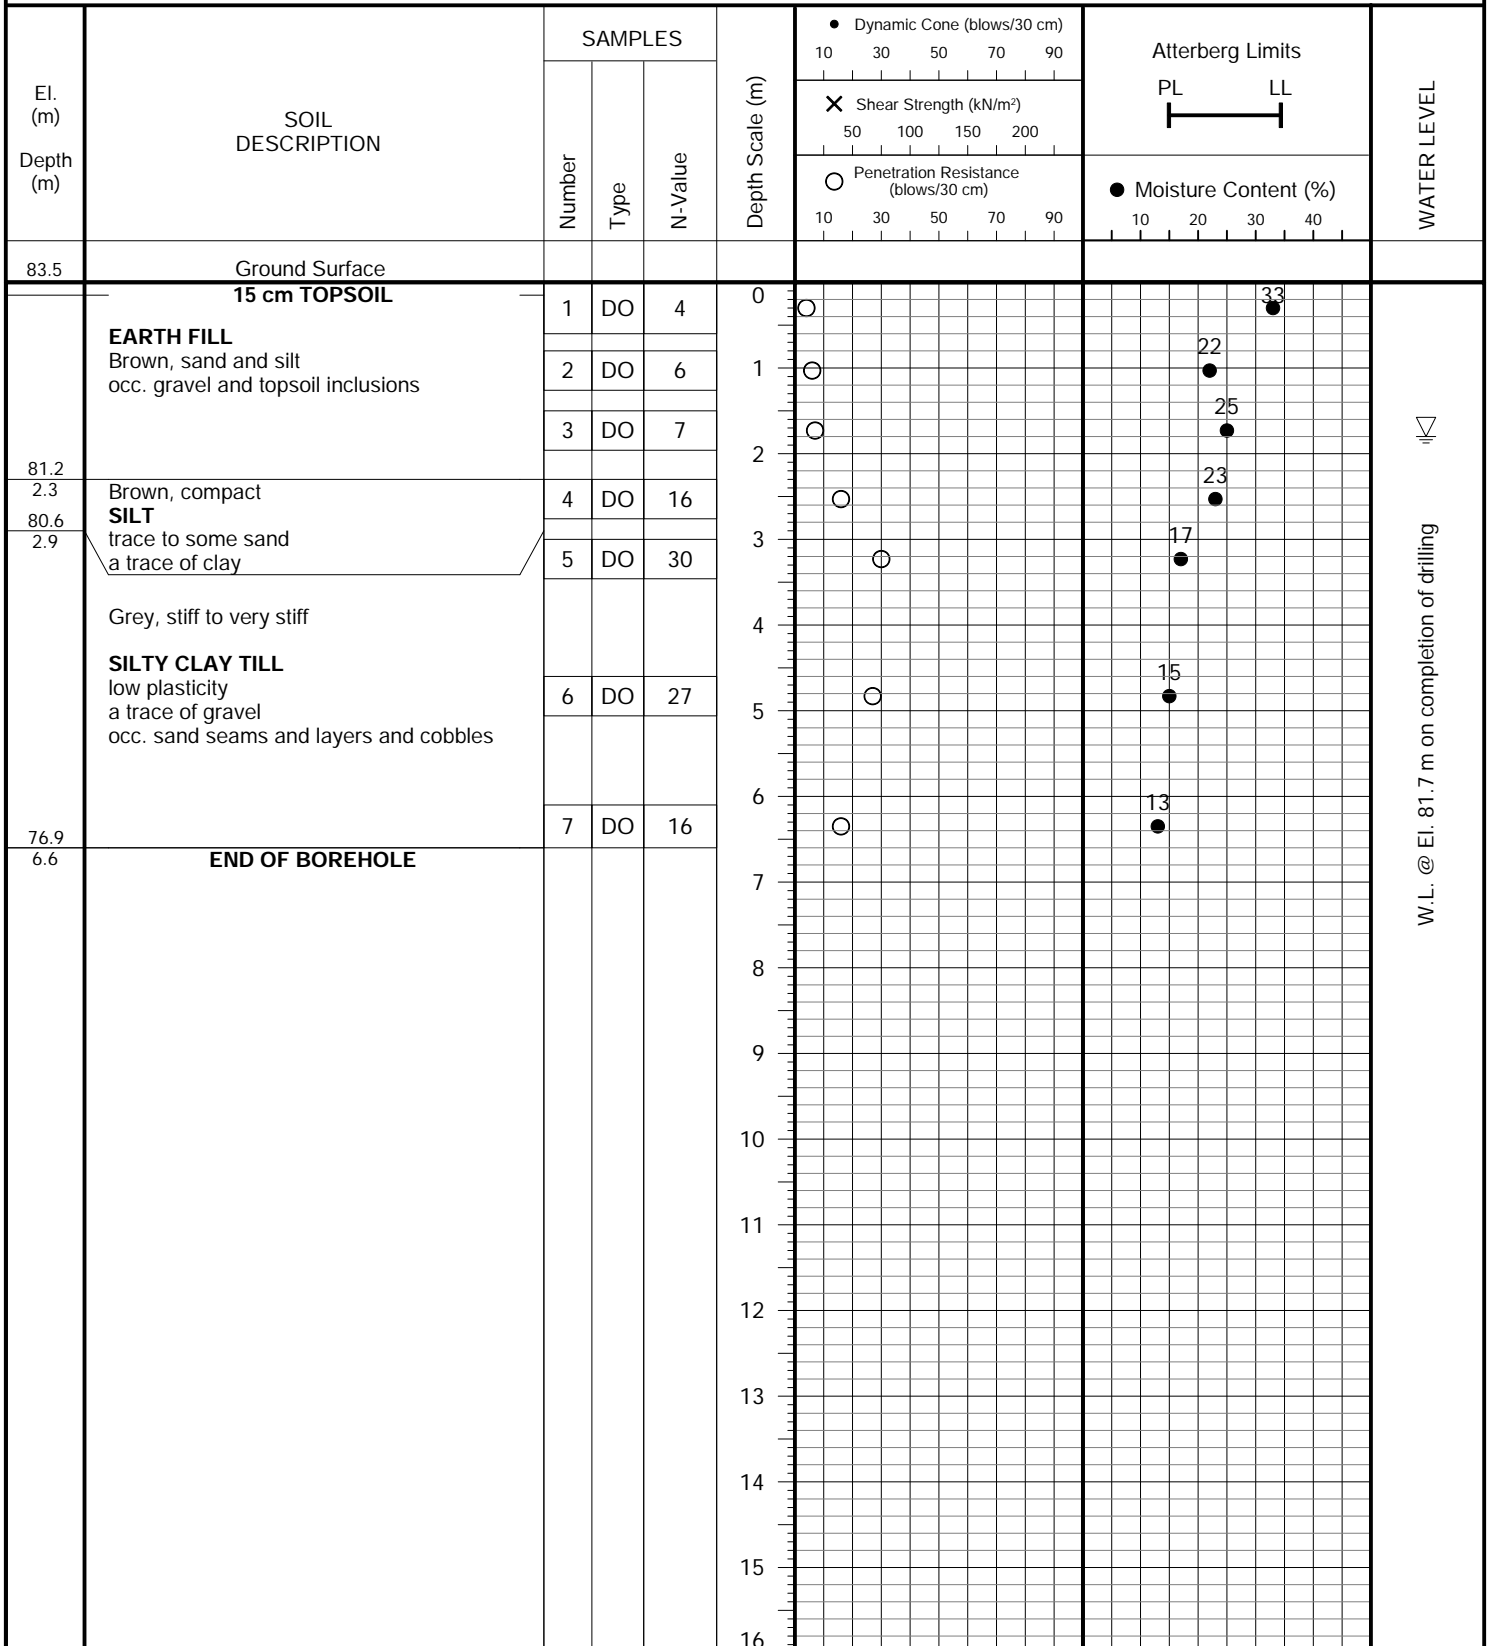 El.
(m)
Depth
(m)
SOIL
DESCRIPTION
SAMPLES
Number
Type
N-Value
Depth Scale (m)
● Dynamic Cone (blows/30 cm)
10 30 50 70 90
✕ Shear Strength (kN/m²)
50 100 150 200
○ Penetration Resistance
(blows/30 cm)
10 30 50 70 90
Atterberg Limits
PL LL
● Moisture Content (%)
10 20 30 40
WATER LEVEL
83.5 Ground Surface
15 cm TOPSOIL
1 DO 4
0
33
EARTH FILL
Brown, sand and silt
occ. gravel and topsoil inclusions
2 DO 6
1
22
3 DO 7
25
2
81.2
2.3
Brown, compact
SILT
trace to some sand
a trace of clay
4 DO 16
23
80.6
2.9
3
5 DO 30
17
Grey, stiff to very stiff
4
SILTY CLAY TILL
low plasticity
a trace of gravel
occ. sand seams and layers and cobbles
6 DO 27
15
5
6
7 DO 16
13
76.9
6.6
END OF BOREHOLE
7
8
9
10
11
12
13
14
15
16
W.L. @ El. 81.7 m on completion of drilling